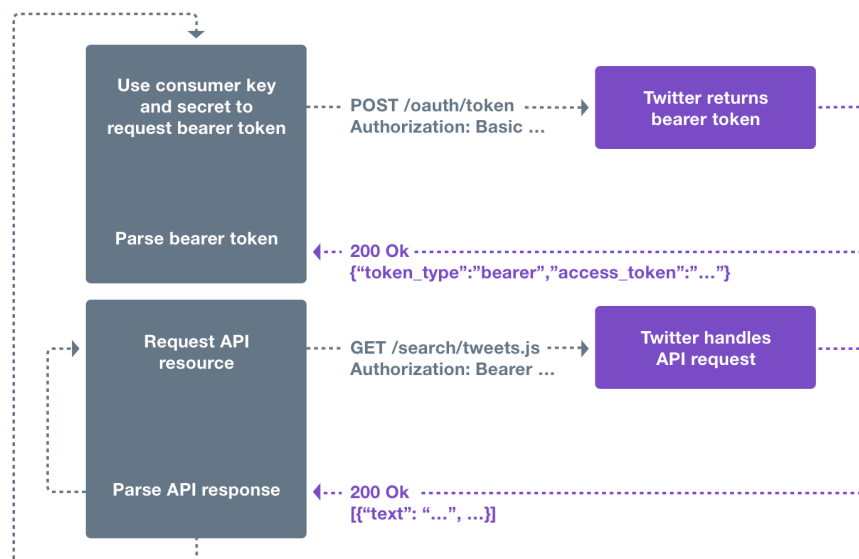 Use consumer key
and secret to
request bearer token
POST /oauth/token
Authorization: Basic …
Twitter returns
bearer token
Parse bearer token
200 Ok
{“token_type”:”bearer”,”access_token”:”…”}
Request API
resource
GET /search/tweets.js
Authorization: Bearer …
Twitter handles
API request
Parse API response
200 Ok
[{“text”: “…”, …}]